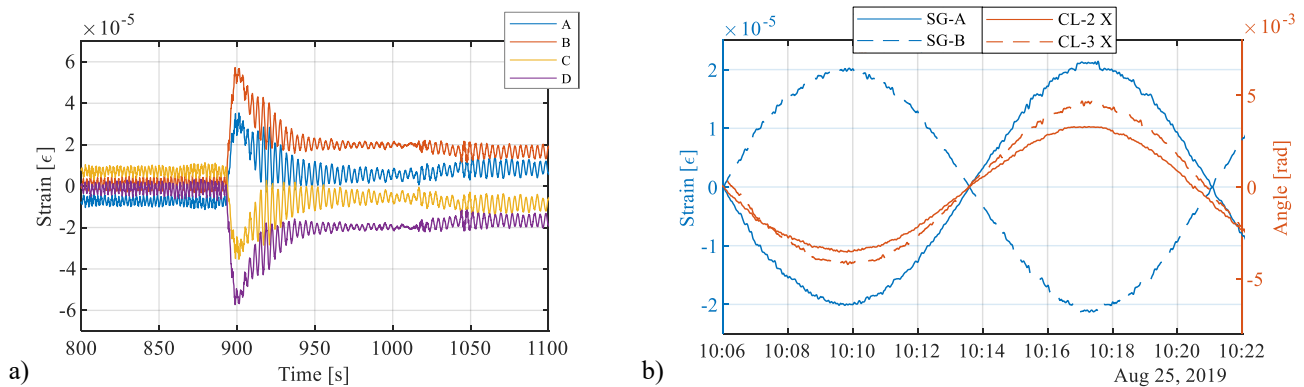 ×10⁻⁵
A
B
C
D
6
4
2
0
-2
-4
-6
Strain [ϵ]
800 850 900 950 1000 1050 1100
Time [s]
a)
SG-A CL-2 X
SG-B CL-3 X
×10⁻⁵
×10⁻³
2
1
0
-1
-2
Strain [ϵ]
5
0
-5
Angle [rad]
10:06 10:08 10:10 10:12 10:14 10:16 10:18 10:20 10:22
Aug 25, 2019
b)